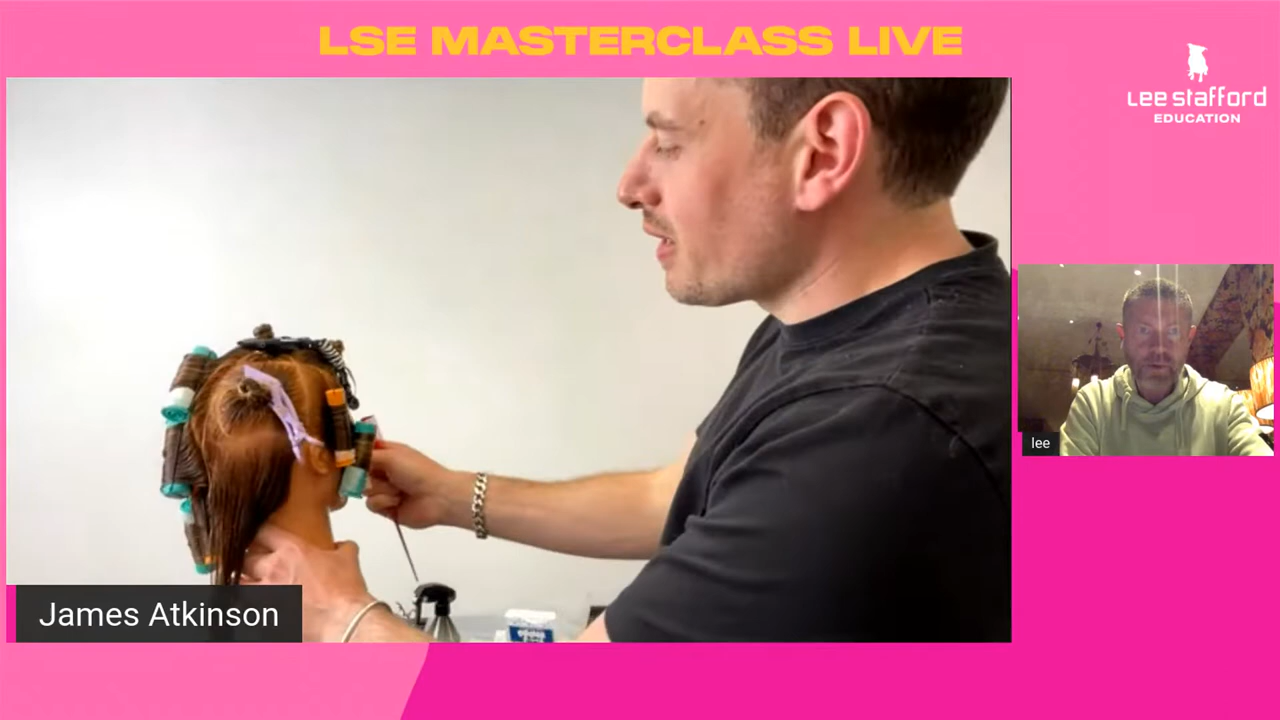 LSE MASTERCLASS LIVE
Lee Stafford
EDUCATION
lee
James Atkinson